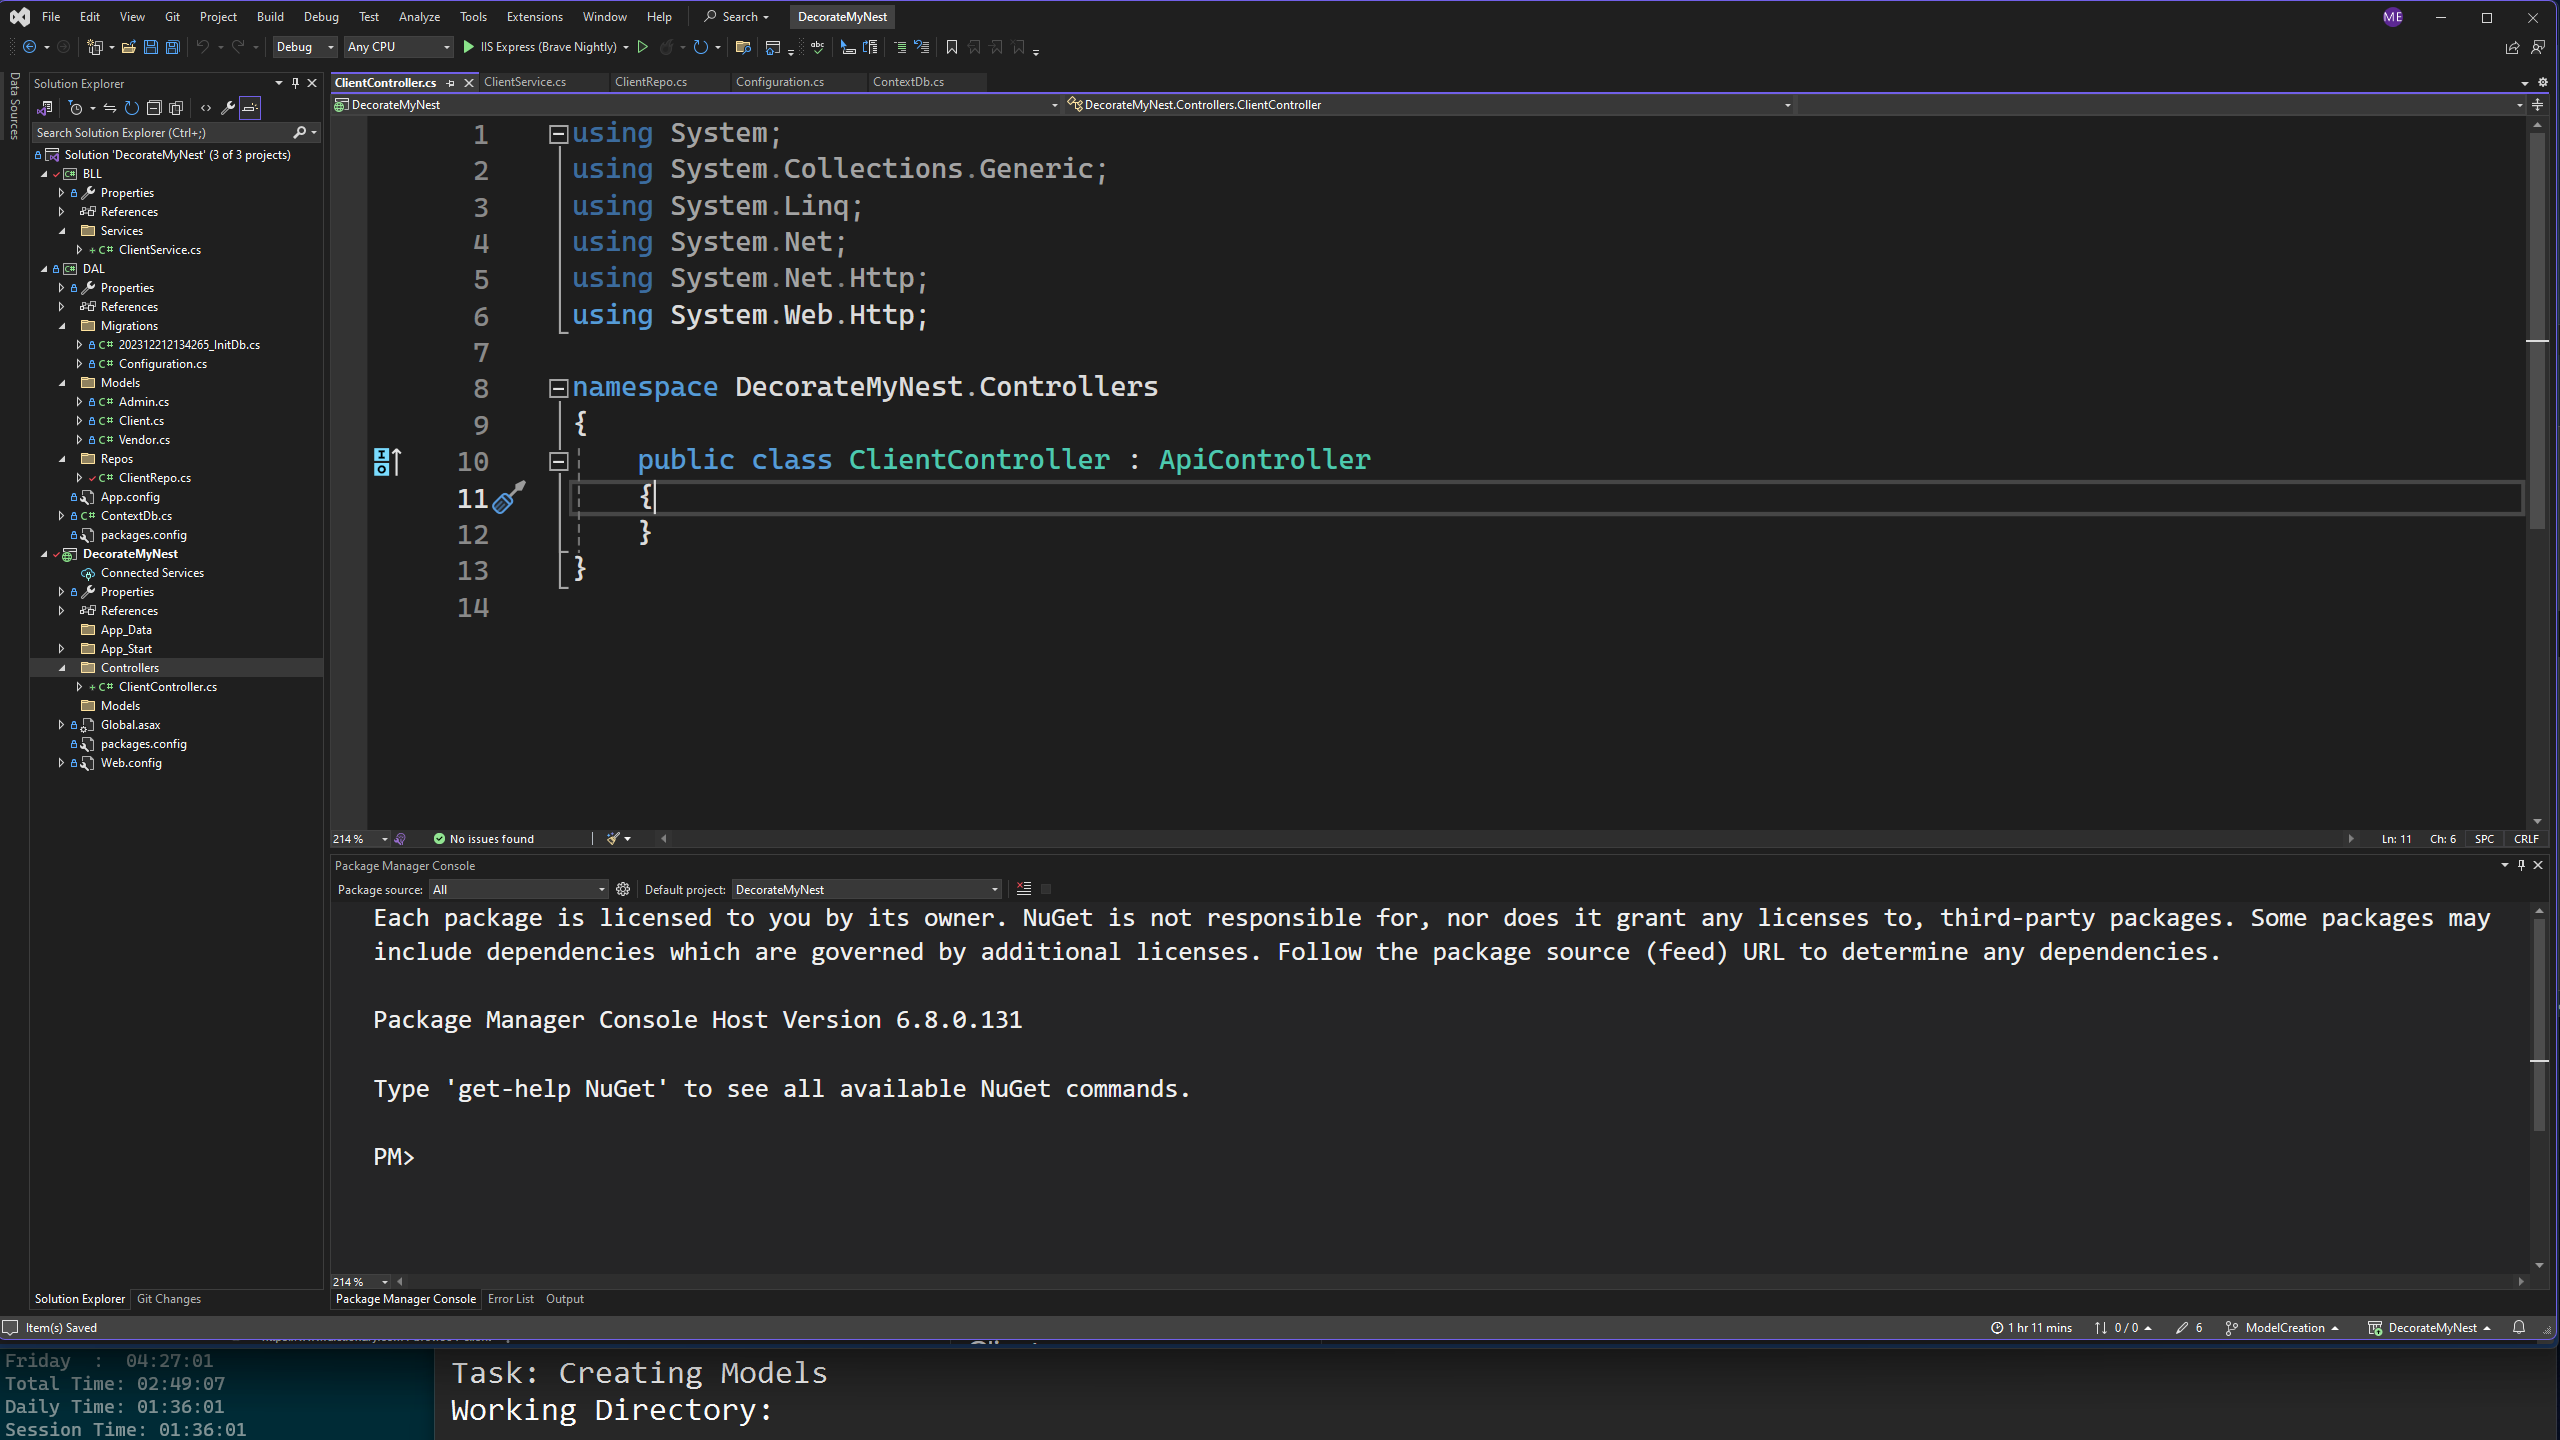 File Edit View Git Project Build Debug Test Analyze Tools Extensions Window Help Search DecorateMyNest ME
Debug Any CPU IIS Express (Brave Nightly)
Data Sources
Solution Explorer
Search Solution Explorer (Ctrl+;)
Solution 'DecorateMyNest' (3 of 3 projects)
BLL
Properties
References
Services
C# ClientService.cs
DAL
Properties
References
Migrations
C# 202312212134265_InitDb.cs
C# Configuration.cs
Models
C# Admin.cs
C# Client.cs
C# Vendor.cs
Repos
C# ClientRepo.cs
App.config
C# ContextDb.cs
packages.config
DecorateMyNest
Connected Services
Properties
References
App_Data
App_Start
Controllers
C# ClientController.cs
Models
Global.asax
packages.config
Web.config
Solution Explorer Git Changes
ClientController.cs ClientService.cs ClientRepo.cs Configuration.cs ContextDb.cs
DecorateMyNest DecorateMyNest.Controllers.ClientController
1 using System;
2 using System.Collections.Generic;
3 using System.Linq;
4 using System.Net;
5 using System.Net.Http;
6 using System.Web.Http;
7
8 namespace DecorateMyNest.Controllers
9 {
10 public class ClientController : ApiController
11 {
12 }
13 }
14
214 % No issues found Ln: 11 Ch: 6 SPC CRLF
Package Manager Console
Package source: All Default project: DecorateMyNest
Each package is licensed to you by its owner. NuGet is not responsible for, nor does it grant any licenses to, third-party packages. Some packages may
include dependencies which are governed by additional licenses. Follow the package source (feed) URL to determine any dependencies.
Package Manager Console Host Version 6.8.0.131
Type 'get-help NuGet' to see all available NuGet commands.
PM>
214 %
Package Manager Console Error List Output
Item(s) Saved 1 hr 11 mins 0 / 0 6 ModelCreation DecorateMyNest
Friday : 04:27:01
Total Time: 02:49:07
Daily Time: 01:36:01
Session Time: 01:36:01
Task: Creating Models
Working Directory: